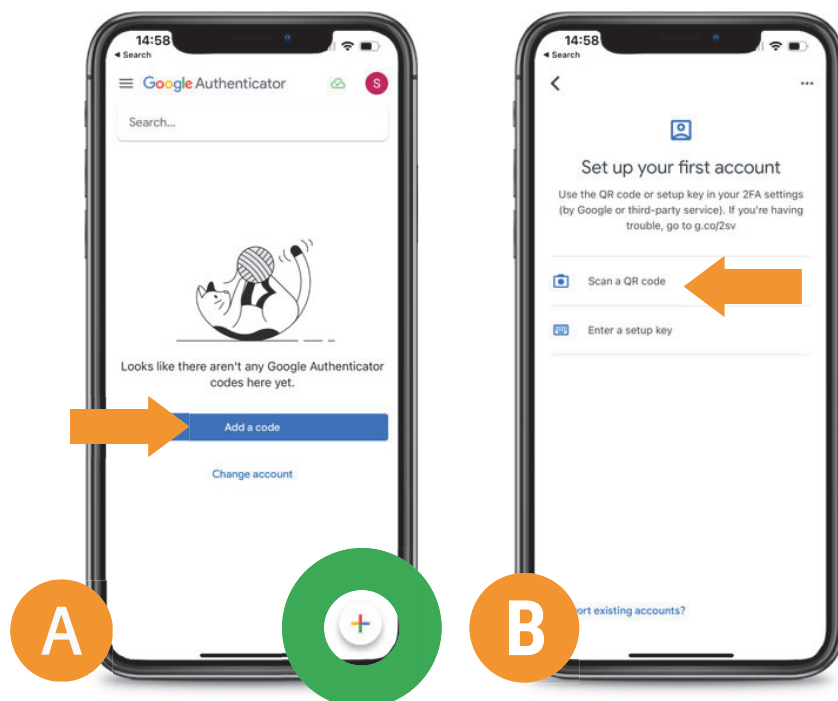 14:58
◀ Search
Google Authenticator
S
Search...
Looks like there aren't any Google Authenticator
codes here yet.
Add a code
Change account
A
14:58
◀ Search
Set up your first account
Use the QR code or setup key in your 2FA settings
(by Google or third-party service). If you're having
trouble, go to g.co/2sv
Scan a QR code
Enter a setup key
existing accounts?
B